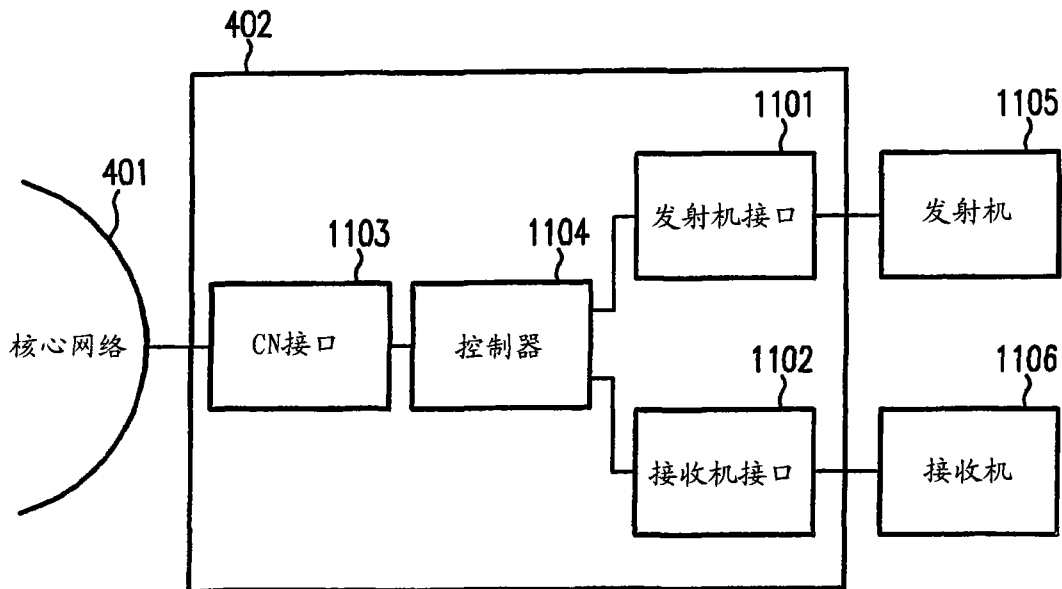 402
1101
1105
401
发射机接口
发射机
1103
1104
核心网络
CN接口
控制器
1102
1106
接收机接口
接收机